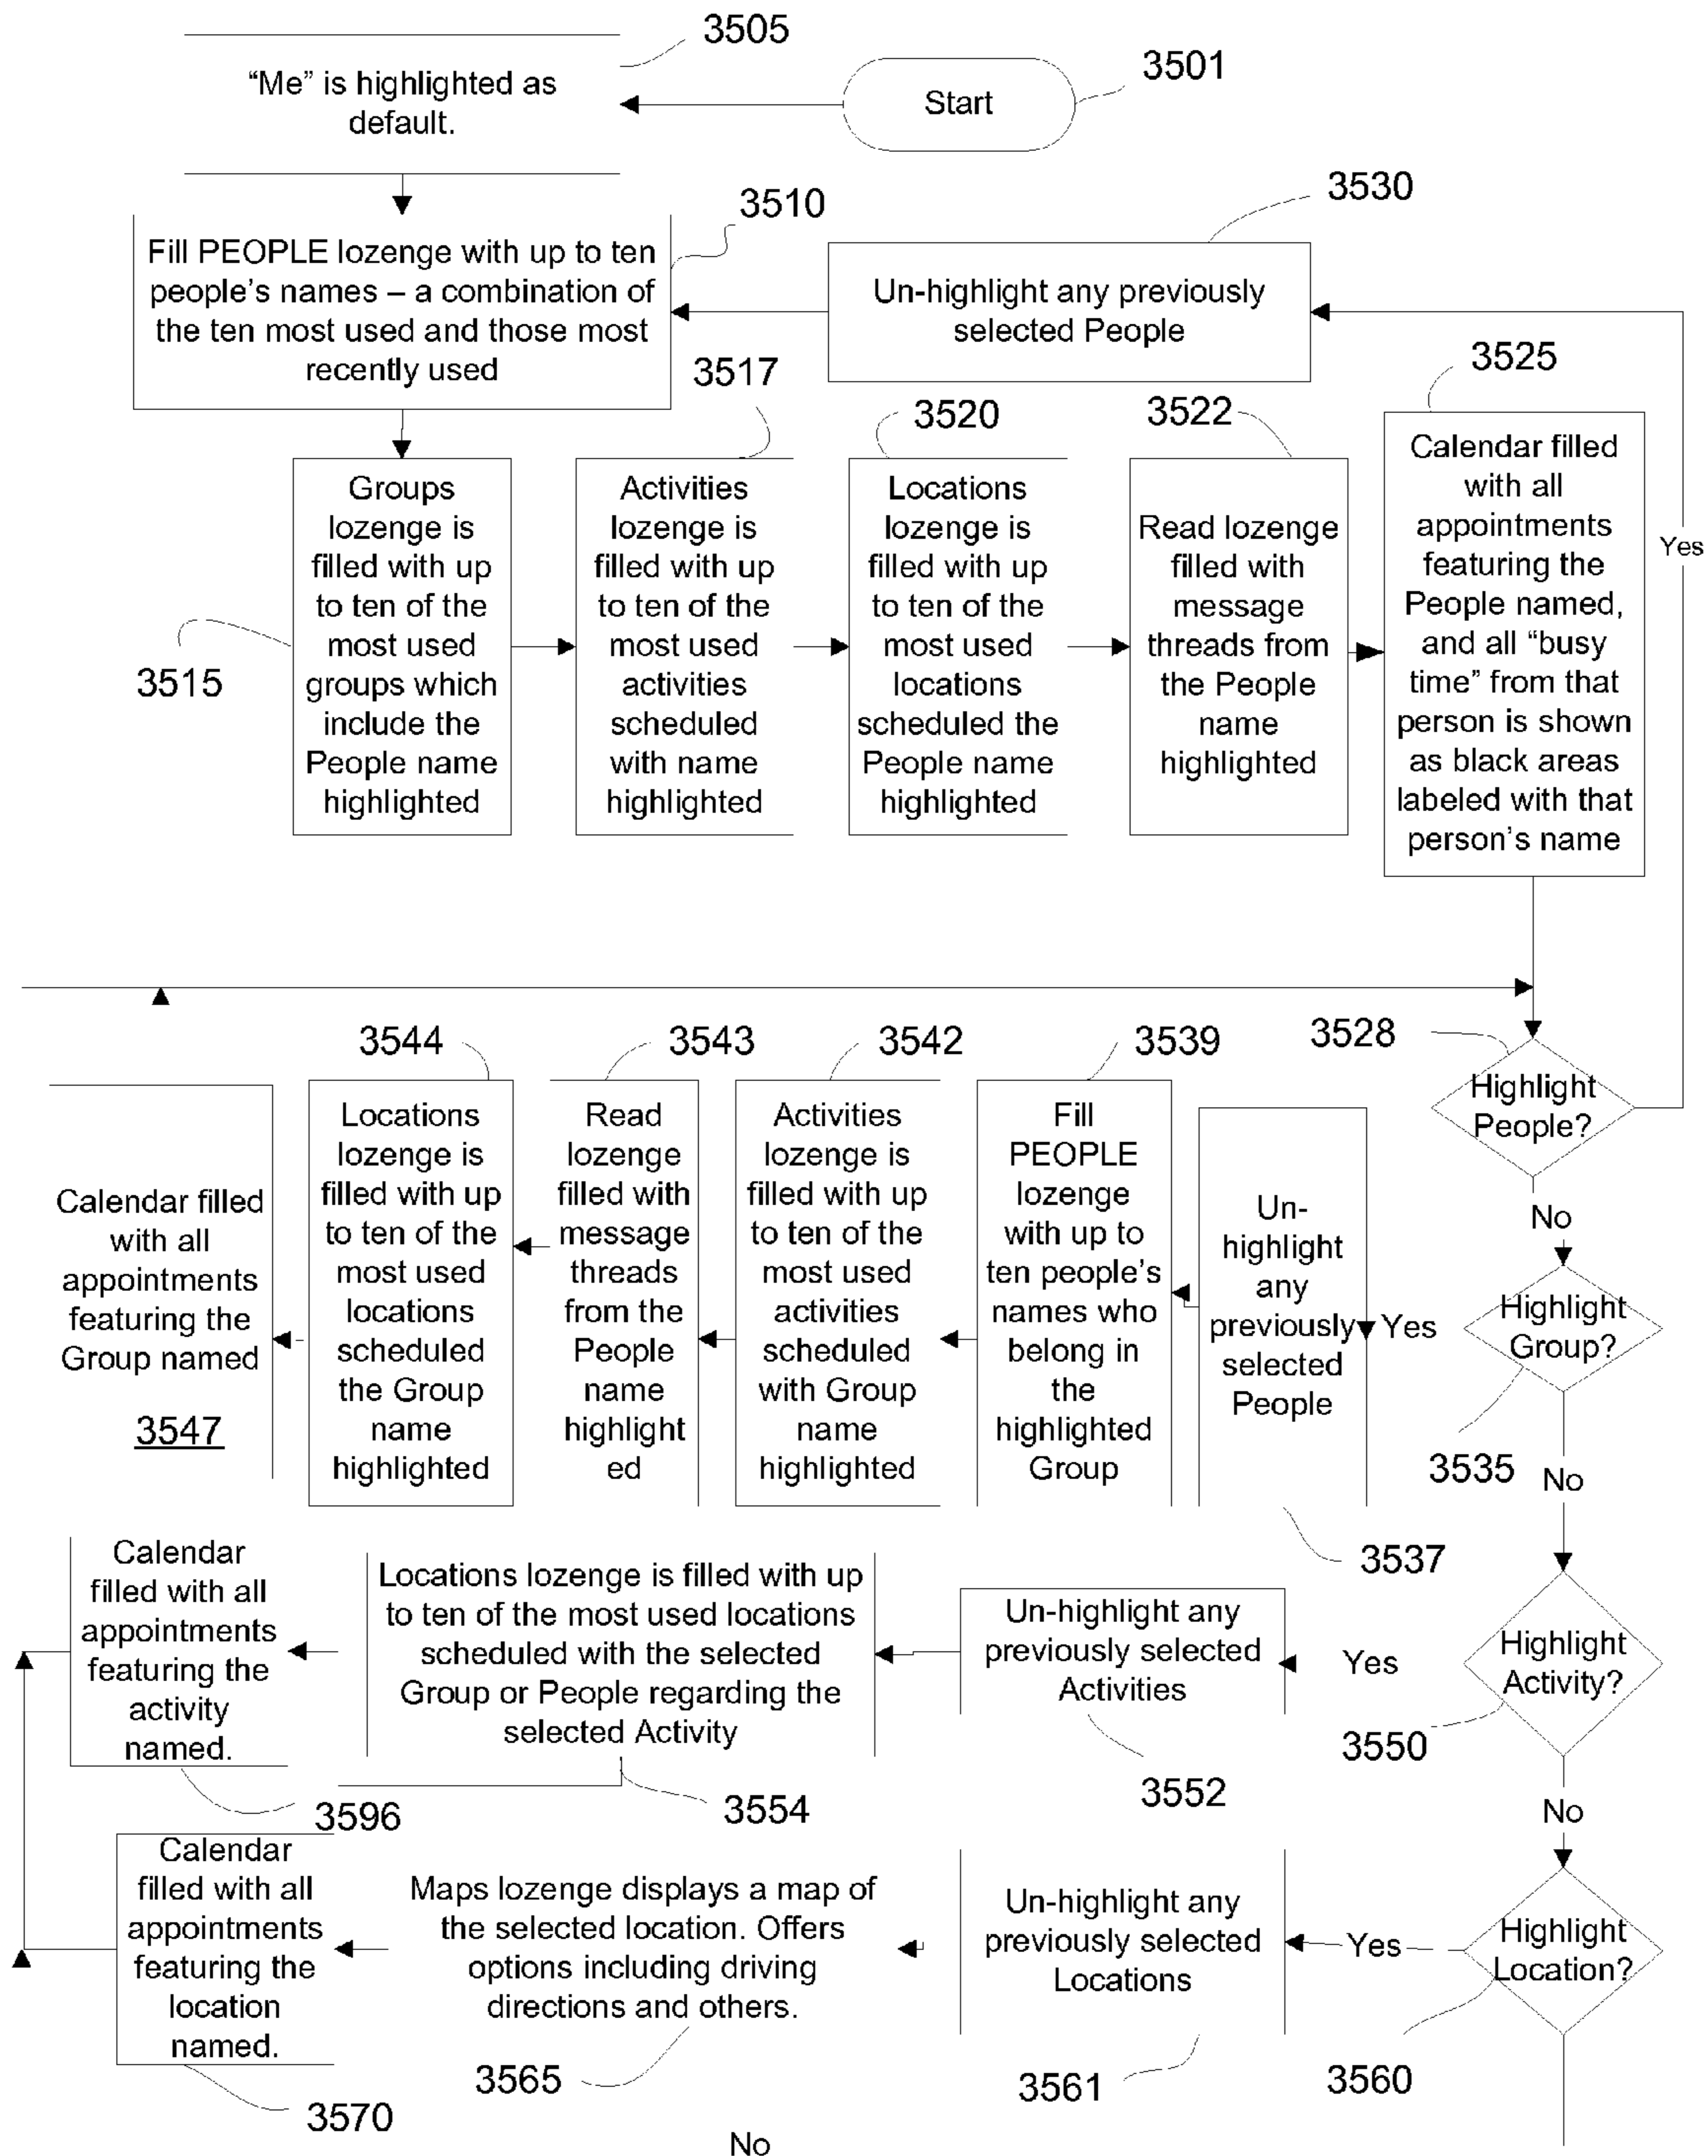 3505
“Me” is highlighted as
default.
Start
3501
3510
Fill PEOPLE lozenge with up to ten
people’s names – a combination of
the ten most used and those most
recently used
3530
Un-highlight any previously
selected People
3515
Groups
lozenge is
filled with up
to ten of the
most used
groups which
include the
People name
highlighted
3517
Activities
lozenge is
filled with up
to ten of the
most used
activities
scheduled
with name
highlighted
3520
Locations
lozenge is
filled with up
to ten of the
most used
locations
scheduled the
People name
highlighted
3522
Read lozenge
filled with
message
threads from
the People
name
highlighted
3525
Calendar filled
with all
appointments
featuring the
People named,
and all “busy
time” from that
person is shown
as black areas
labeled with that
person’s name
Yes
3528
Highlight
People?
No
Highlight
Group?
3535
Yes
No
Un-
highlight
any
previously
selected
People
3537
3539
Fill
PEOPLE
lozenge
with up to
ten people’s
names who
belong in
the
highlighted
Group
3542
Activities
lozenge is
filled with up
to ten of the
most used
activities
scheduled
with Group
name
highlighted
3543
Read
lozenge
filled with
message
threads
from the
People
name
highlight
ed
3544
Locations
lozenge is
filled with up
to ten of the
most used
locations
scheduled
the Group
name
highlighted
Calendar filled
with all
appointments
featuring the
Group named
3547
Highlight
Activity?
3550
Yes
No
Un-highlight any
previously selected
Activities
3552
Locations lozenge is filled with up
to ten of the most used locations
scheduled with the selected
Group or People regarding the
selected Activity
3554
Calendar
filled with all
appointments
featuring the
activity
named.
3596
Highlight
Location?
3560
Yes
Un-highlight any
previously selected
Locations
3561
Maps lozenge displays a map of
the selected location. Offers
options including driving
directions and others.
3565
Calendar
filled with all
appointments
featuring the
location
named.
3570
No